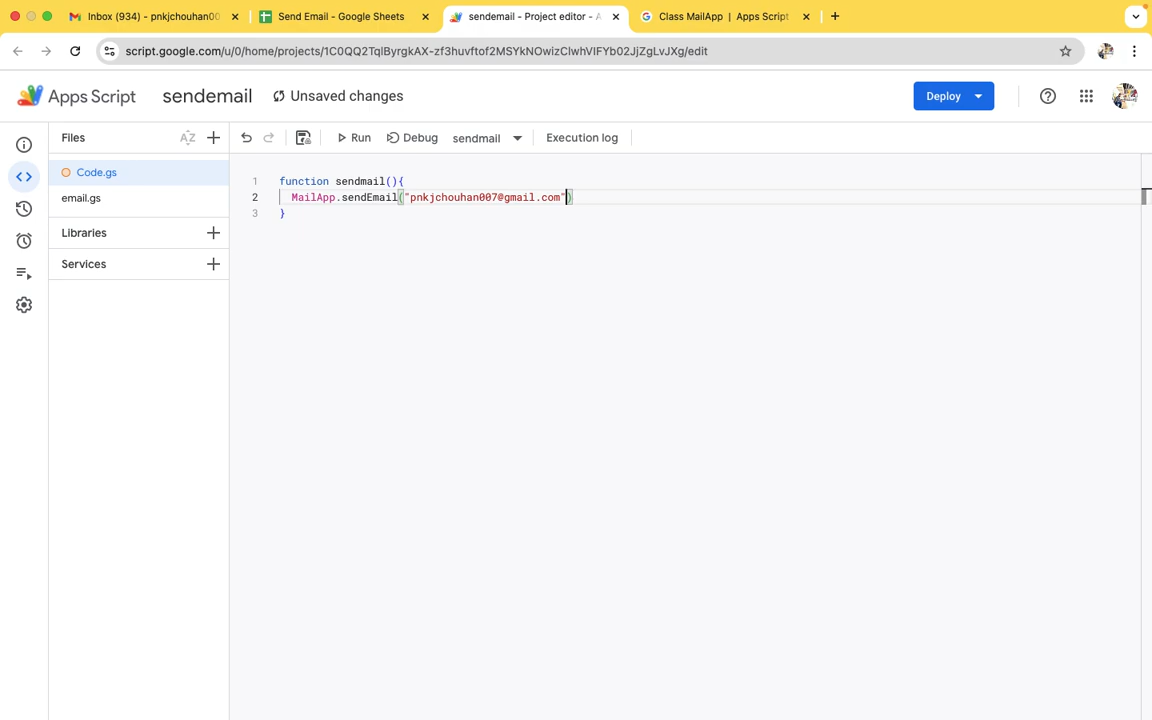 Inbox (934) - pnkjchouhan00
Send Email - Google Sheets
sendemail - Project editor - A
Class MailApp | Apps Script
script.google.com/u/0/home/projects/1C0QQ2TqlByrgkAX-zf3huvftof2MSYkNOwizClwhVIFYb02JjZgLvJXg/edit
Apps Script
sendemail
Unsaved changes
Deploy
Files
AZ
Run
Debug
sendmail
Execution log
Code.gs
email.gs
Libraries
Services
1 function sendmail(){
2 MailApp.sendEmail("pnkjchouhan007@gmail.com")
3 }